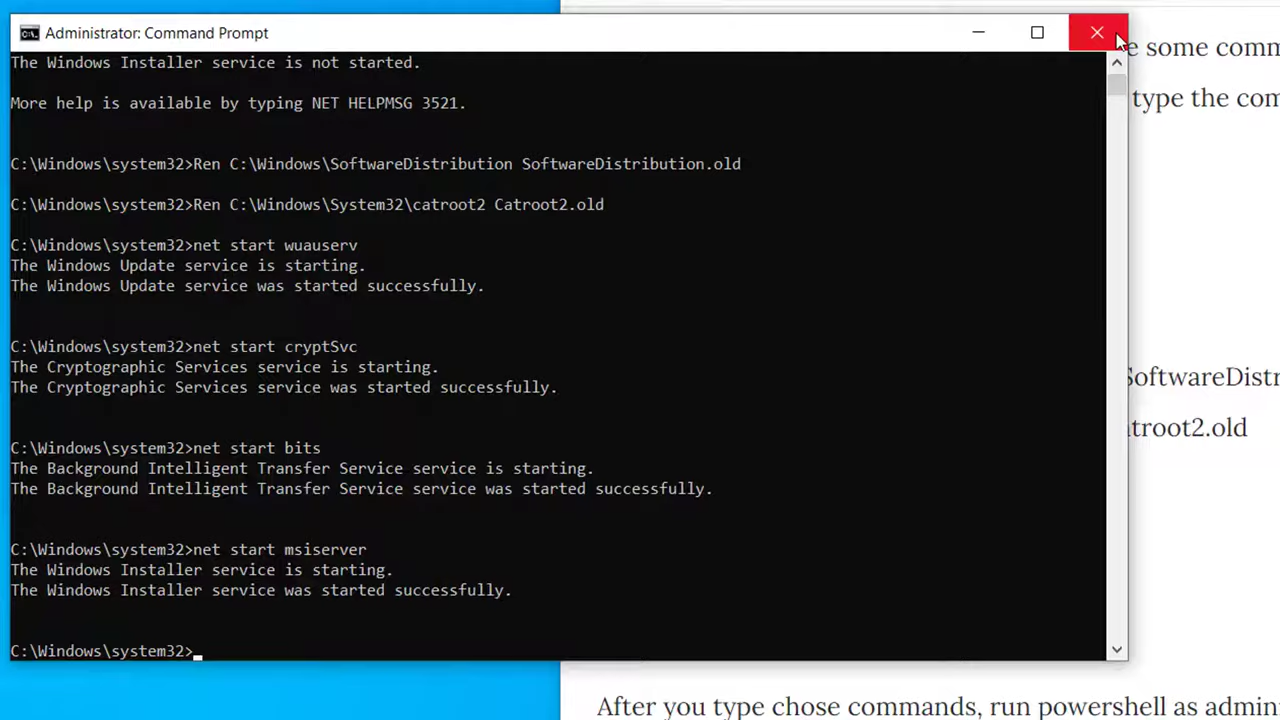 Administrator: Command Prompt
The Windows Installer service is not started.
More help is available by typing NET HELPMSG 3521.
C:\Windows\system32>Ren C:\Windows\SoftwareDistribution SoftwareDistribution.old
C:\Windows\system32>Ren C:\Windows\System32\catroot2 Catroot2.old
C:\Windows\system32>net start wuauserv
The Windows Update service is starting.
The Windows Update service was started successfully.
C:\Windows\system32>net start cryptSvc
The Cryptographic Services service is starting.
The Cryptographic Services service was started successfully.
C:\Windows\system32>net start bits
The Background Intelligent Transfer Service service is starting.
The Background Intelligent Transfer Service service was started successfully.
C:\Windows\system32>net start msiserver
The Windows Installer service is starting.
The Windows Installer service was started successfully.
C:\Windows\system32>
e some comm
type the com
SoftwareDistr
troot2.old
After you type chose commands, run powershell as admin